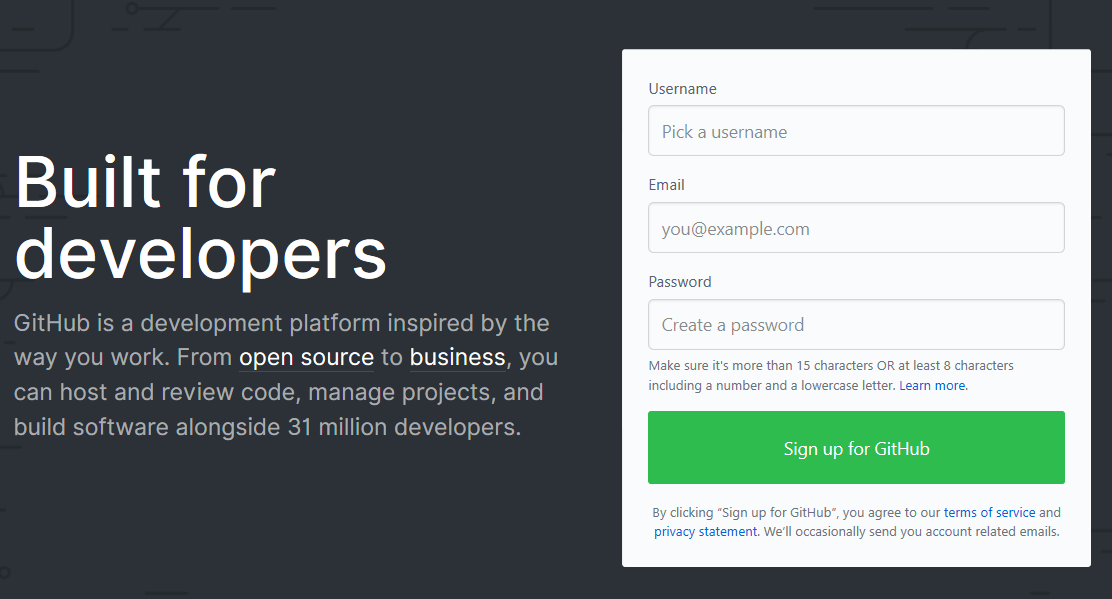 Built for
developers
GitHub is a development platform inspired by the
way you work. From open source to business, you
can host and review code, manage projects, and
build software alongside 31 million developers.
Username
Pick a username
Email
you@example.com
Password
Create a password
Make sure it's more than 15 characters OR at least 8 characters
including a number and a lowercase letter. Learn more.
Sign up for GitHub
By clicking “Sign up for GitHub”, you agree to our terms of service and
privacy statement. We’ll occasionally send you account related emails.